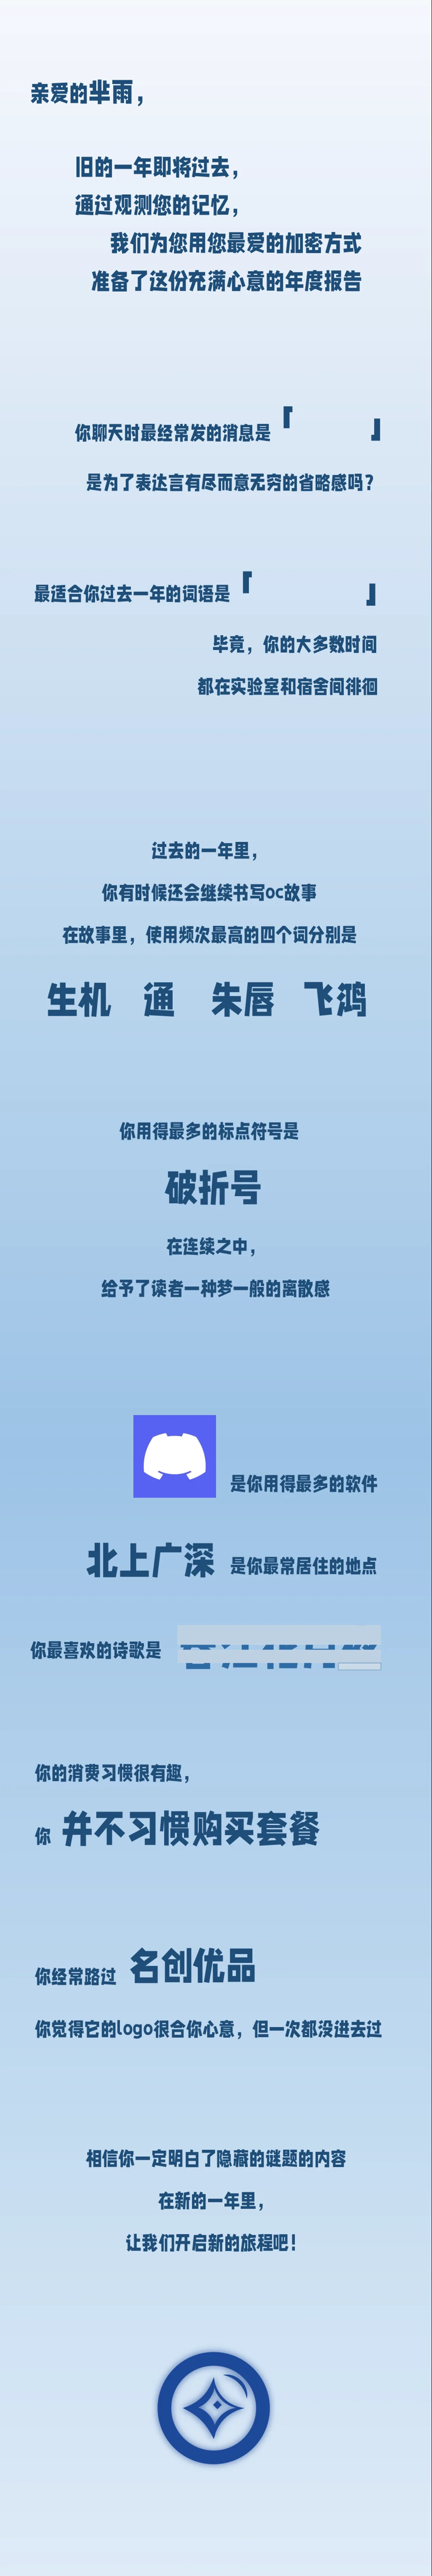 亲爱的芈雨，
旧的一年即将过去，
通过观测您的记忆，
我们为您用您最爱的加密方式
准备了这份充满心意的年度报告
你聊天时最经常发的消息是『 』
是为了表达言有尽而意无穷的省略感吗？
最适合你过去一年的词语是『 』
毕竟，你的大多数时间
都在实验室和宿舍间徘徊
过去的一年里，
你有时候还会继续书写oc故事
在故事里，使用频次最高的四个词分别是
生机 通 朱唇 飞鸿
你用得最多的标点符号是
破折号
在连续之中，
给予了读者一种梦一般的离散感
是你用得最多的软件
北上广深 是你最常居住的地点
你最喜欢的诗歌是
你的消费习惯很有趣，
你 并不习惯购买套餐
你经常路过 名创优品
你觉得它的logo很合你心意，但一次都没进去过
相信你一定明白了隐藏的谜题的内容
在新的一年里，
让我们开启新的旅程吧！